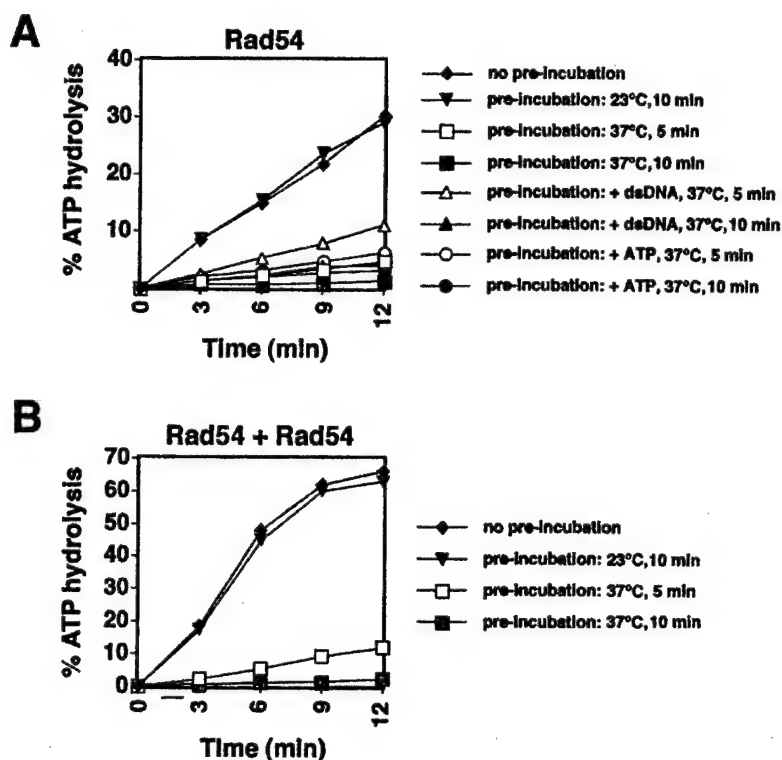 A
Rad54
% ATP hydrolysis
40
30
20
10
0
3
6
9
12
Time (min)
no pre-incubation
pre-incubation: 23°C, 10 min
pre-incubation: 37°C, 5 min
pre-incubation: 37°C, 10 min
pre-incubation: + dsDNA, 37°C, 5 min
pre-incubation: + dsDNA, 37°C, 10 min
pre-incubation: + ATP, 37°C, 5 min
pre-incubation: + ATP, 37°C, 10 min
B
Rad54 + Rad54
% ATP hydrolysis
70
60
50
40
30
20
10
0
0
3
6
9
12
Time (min)
no pre-incubation
pre-incubation: 23°C, 10 min
pre-incubation: 37°C, 5 min
pre-incubation: 37°C, 10 min